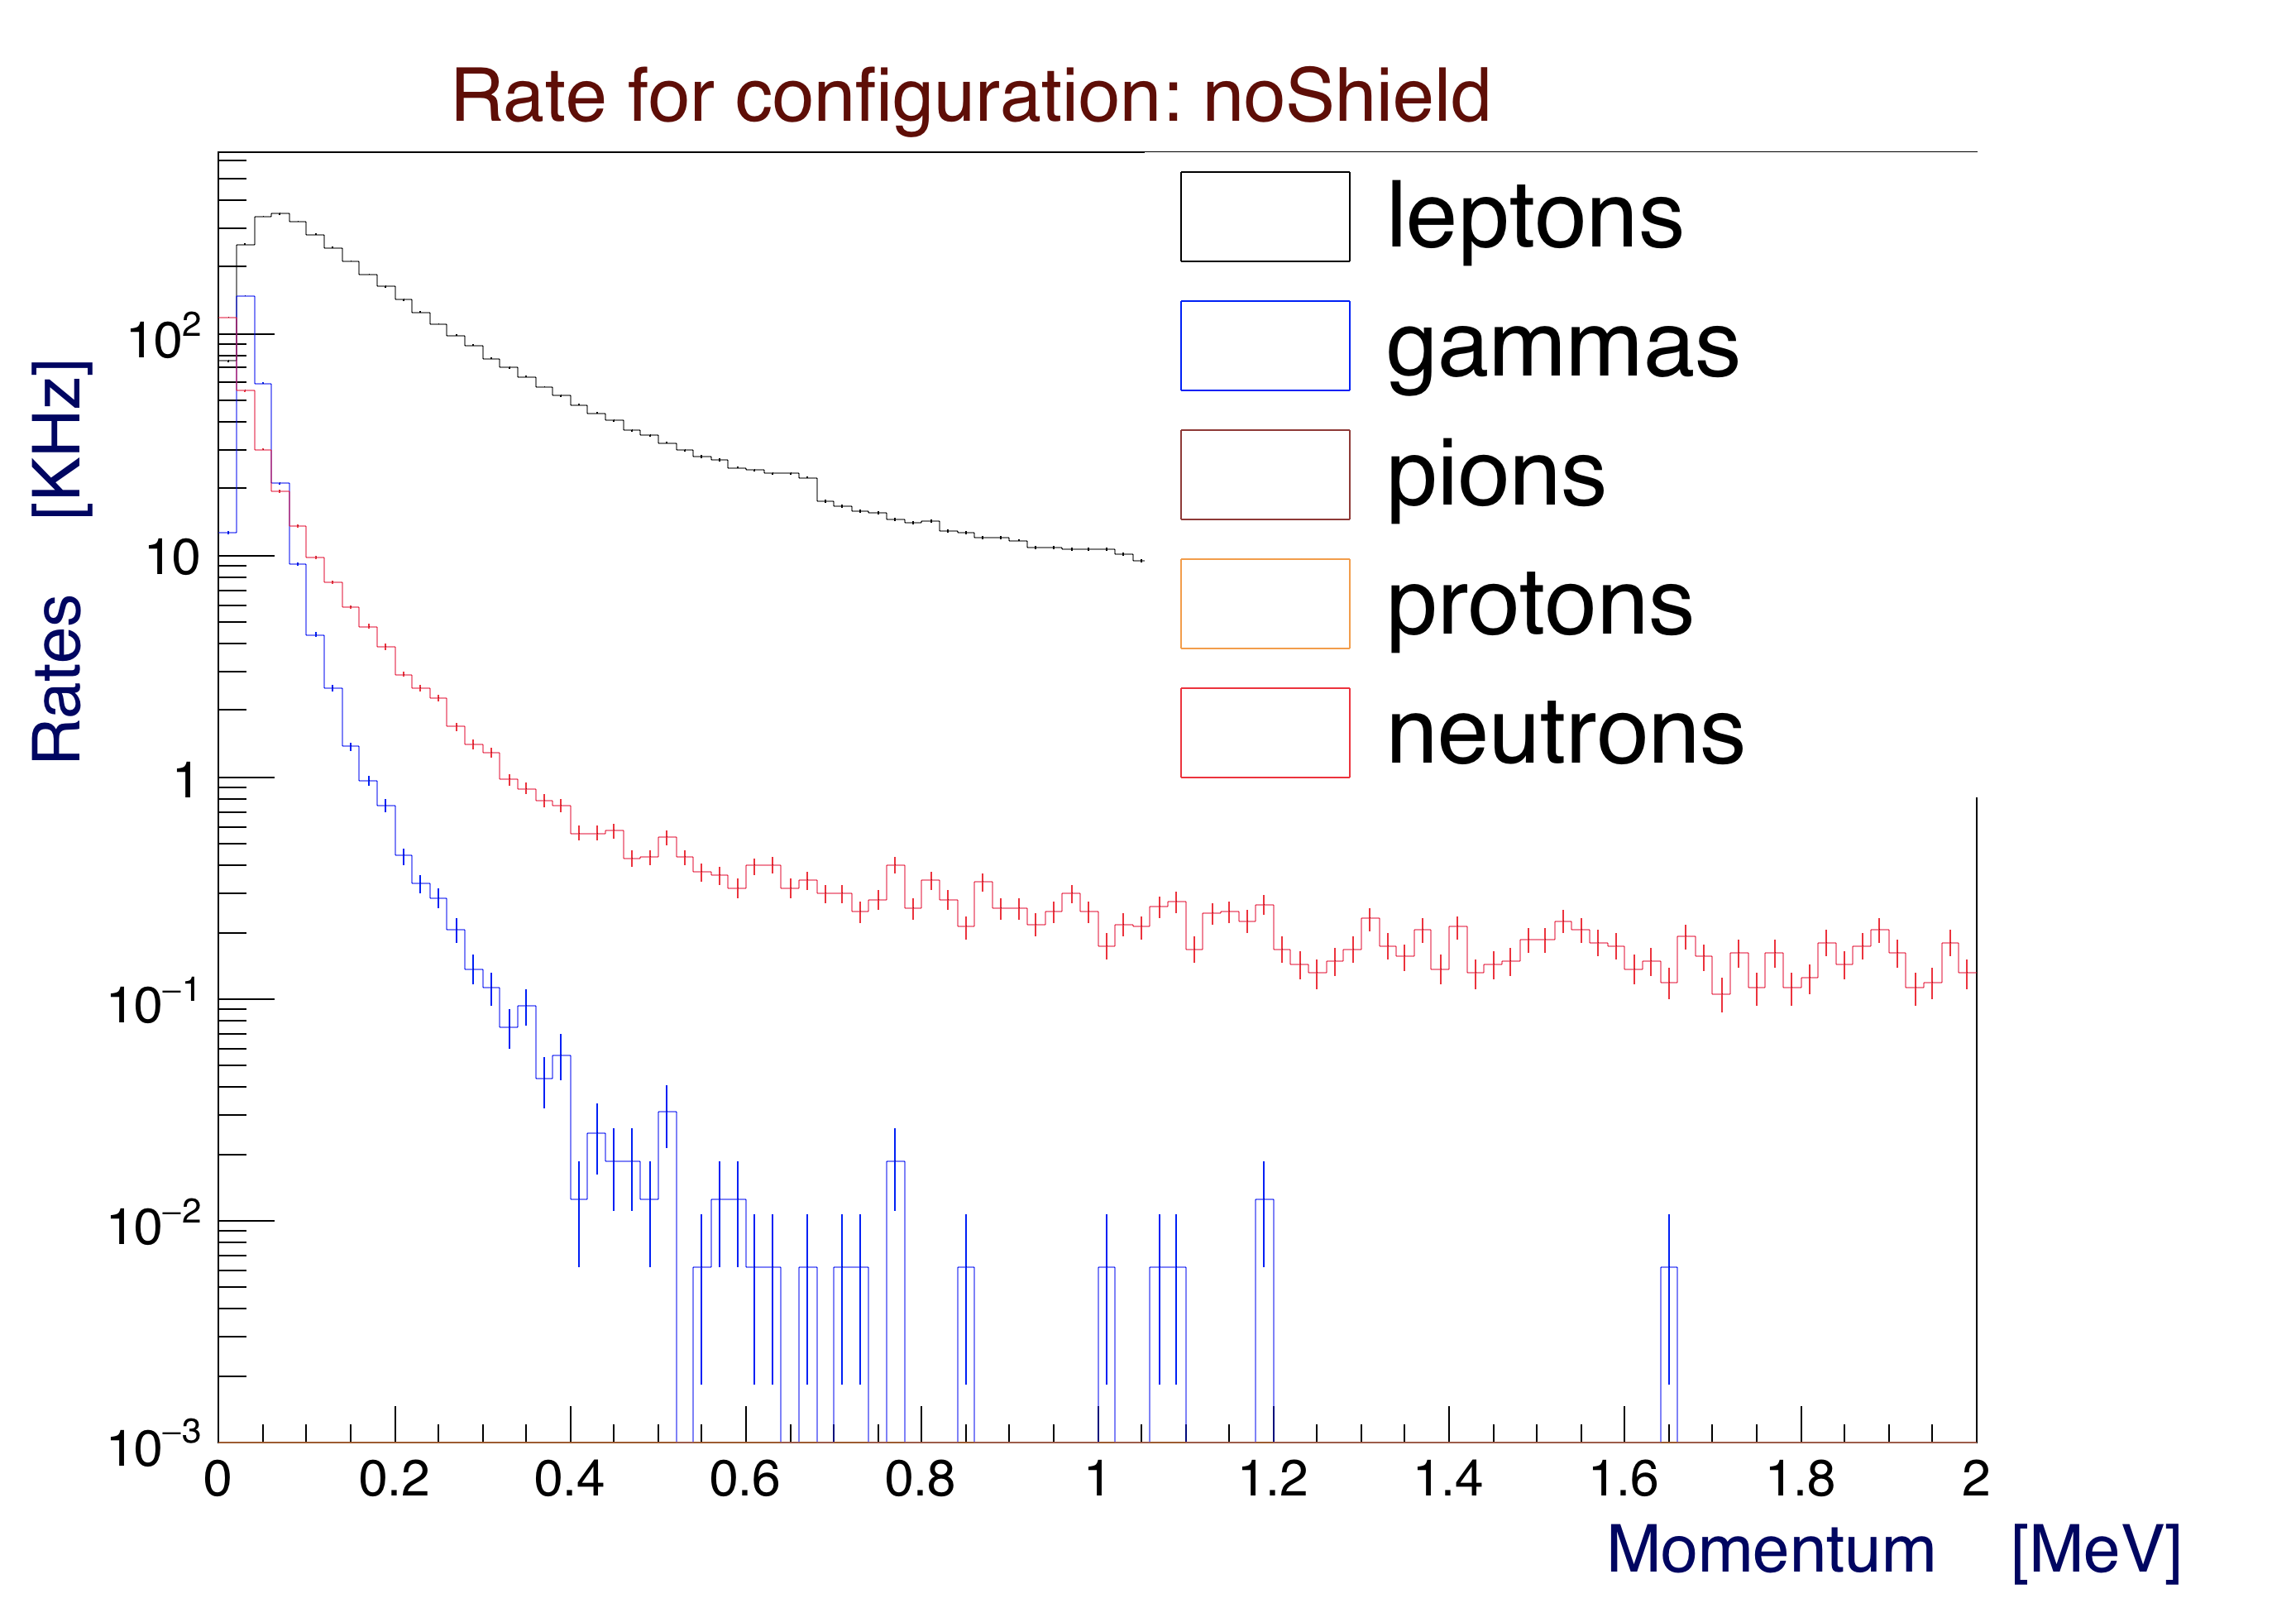 Rate for configuration: noShield
leptons
gammas
pions
protons
neutrons
Rates [KHz]
10²
10
1
10⁻¹
10⁻²
10⁻³
0 0.2 0.4 0.6 0.8 1 1.2 1.4 1.6 1.8 2
Momentum [MeV]